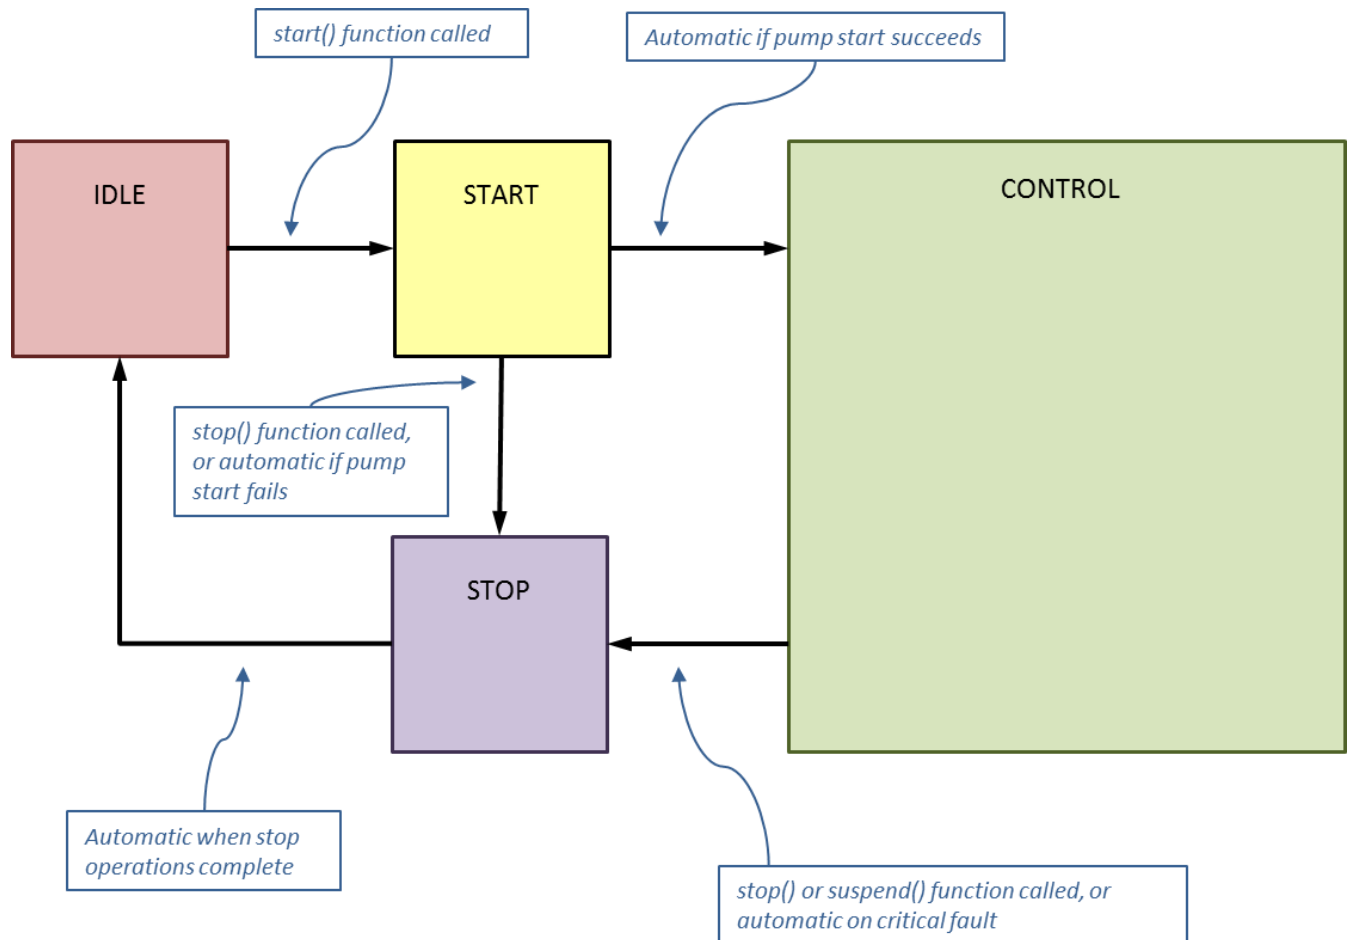 start() function called
Automatic if pump start succeeds
IDLE
START
CONTROL
stop() function called,
or automatic if pump
start fails
STOP
Automatic when stop
operations complete
stop() or suspend() function called, or
automatic on critical fault